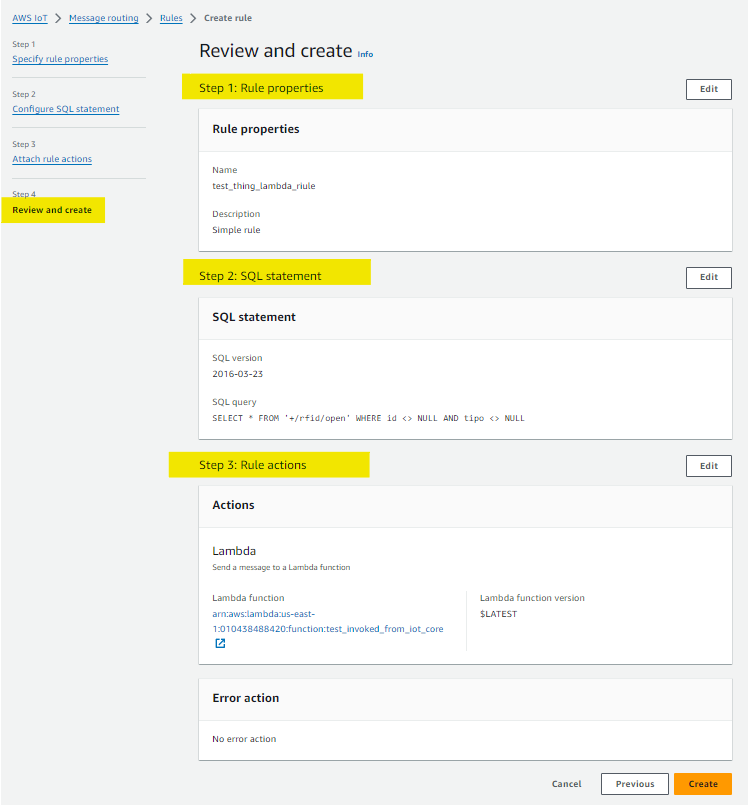 AWS IoT > Message routing > Rules > Create rule
Step 1
Specify rule properties
Step 2
Configure SQL statement
Step 3
Attach rule actions
Step 4
Review and create
Review and create Info
Step 1: Rule properties
Edit
Rule properties
Name
test_thing_lambda_riule
Description
Simple rule
Step 2: SQL statement
Edit
SQL statement
SQL version
2016-03-23
SQL query
SELECT * FROM '+/rfid/open' WHERE id <> NULL AND tipo <> NULL
Step 3: Rule actions
Edit
Actions
Lambda
Send a message to a Lambda function
Lambda function
arn:aws:lambda:us-east-
1:010438488420:function:test_invoked_from_iot_core
Lambda function version
$LATEST
Error action
No error action
Cancel
Previous
Create